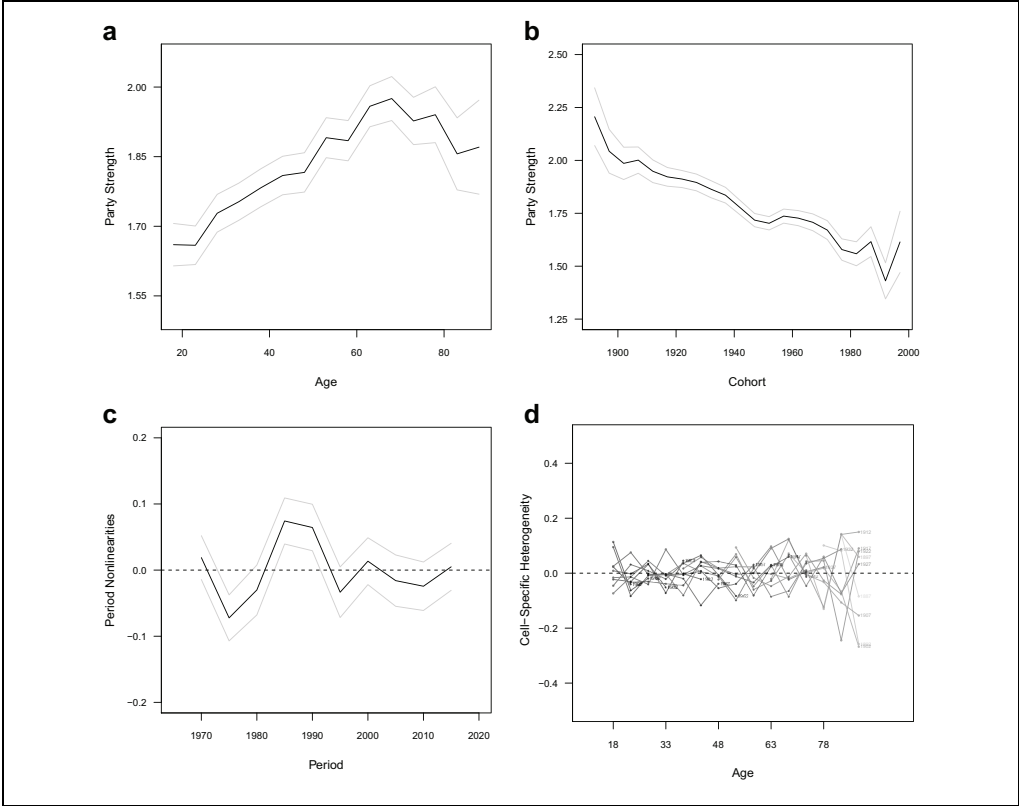 a
Party Strength
2.00
1.85
1.70
1.55
20 40 60 80
Age
b
Party Strength
2.50
2.25
2.00
1.75
1.50
1.25
1900 1920 1940 1960 1980 2000
Cohort
c
Period Nonlinearities
0.2
0.1
0.0
−0.1
−0.2
1970 1980 1990 2000 2010 2020
Period
d
Cell−Specific Heterogeneity
0.4
0.2
0.0
−0.2
−0.4
18 33 48 63 78
Age